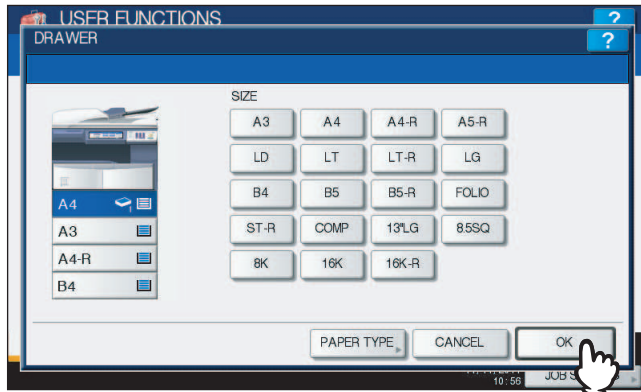 USER FUNCTIONS ?
DRAWER ?
SIZE
A3 A4 A4-R A5-R
LD LT LT-R LG
B4 B5 B5-R FOLIO
ST-R COMP 13"LG 8.5SQ
8K 16K 16K-R
A4 1
A3
A4-R
B4
PAPER TYPE CANCEL OK
10:56 JOB S